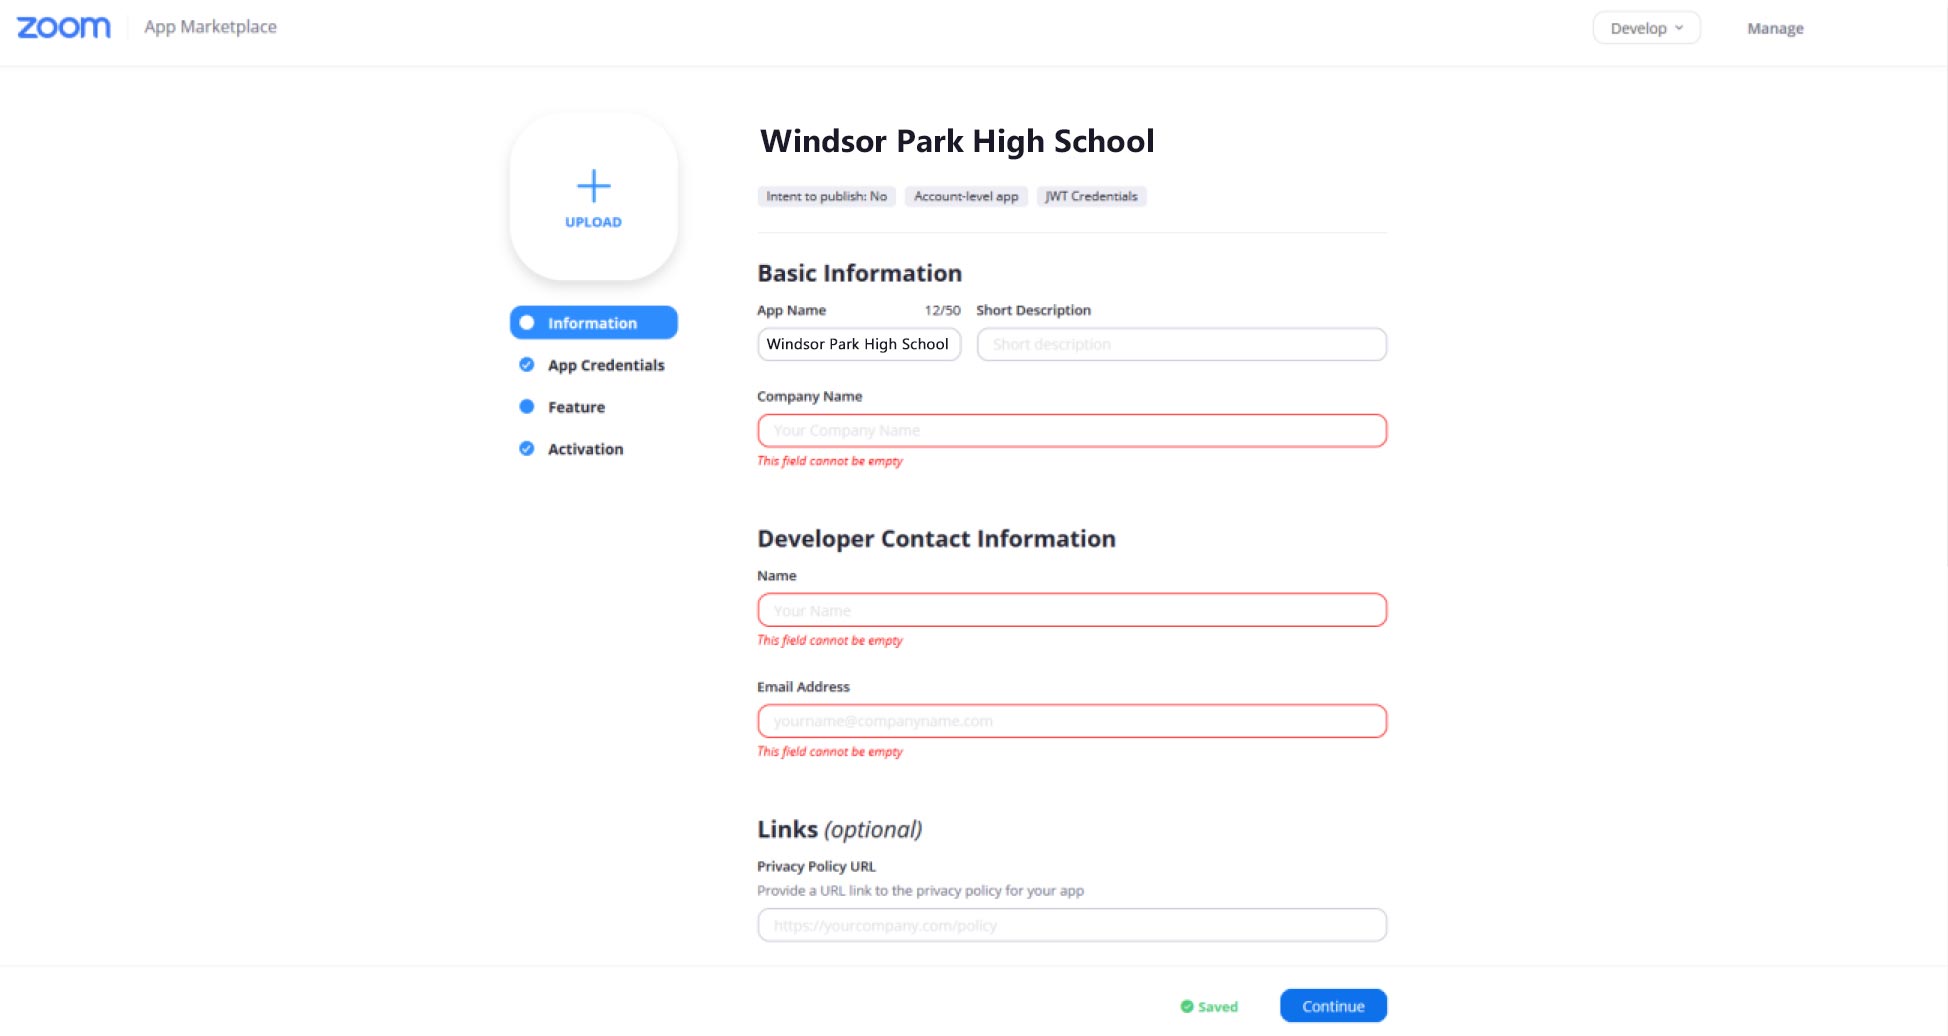 zoom App Marketplace Develop Manage
UPLOAD
Information
App Credentials
Feature
Activation
Windsor Park High School
Intent to publish: No Account-level app JWT Credentials
Basic Information
App Name 12/50 Short Description
Windsor Park High School Short description
Company Name
Your Company Name
This field cannot be empty
Developer Contact Information
Name
Your Name
This field cannot be empty
Email Address
yourname@companyname.com
This field cannot be empty
Links (optional)
Privacy Policy URL
Provide a URL link to the privacy policy for your app
https://yourcompany.com/policy
Saved Continue